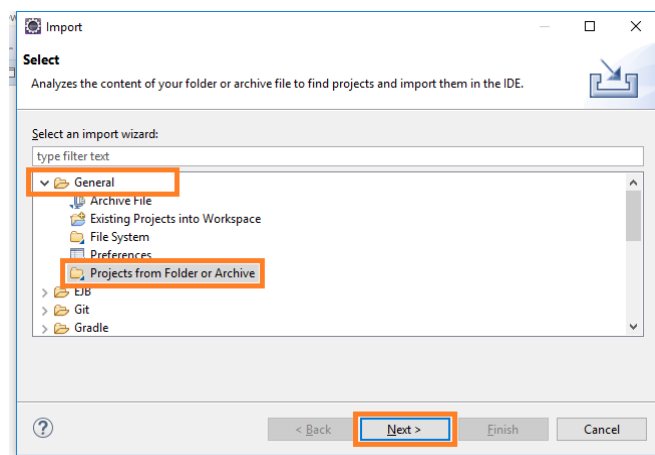 Import
Select
Analyzes the content of your folder or archive file to find projects and import them in the IDE.
Select an import wizard:
type filter text
General
Archive File
Existing Projects into Workspace
File System
Preferences
Projects from Folder or Archive
EJB
Git
Gradle
? < Back Next > Finish Cancel